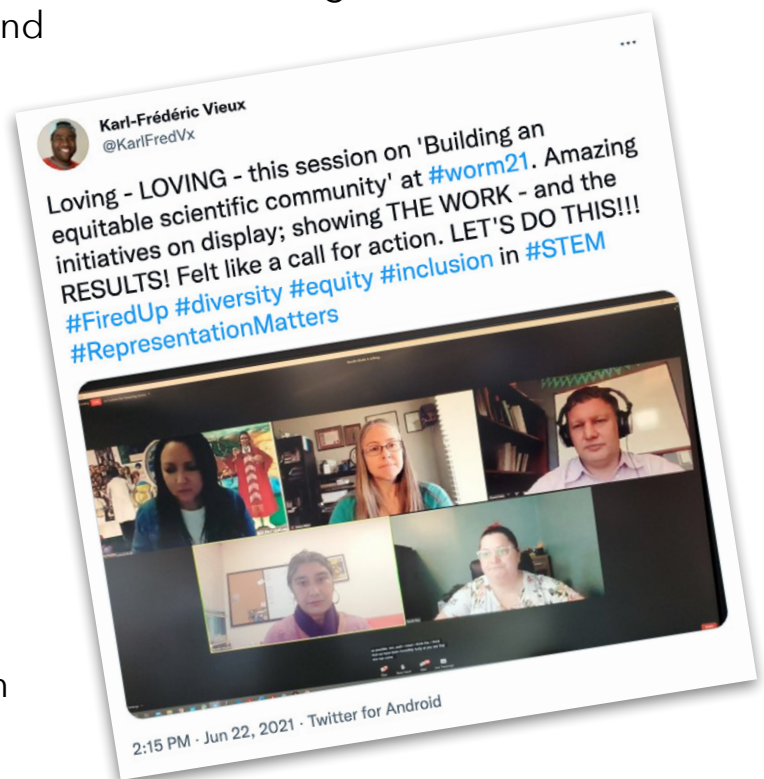 nd
Karl-Frédéric Vieux
@KarlFredVx
Loving - LOVING - this session on 'Building an
equitable scientific community' at #worm21. Amazing
initiatives on display; showing THE WORK - and the
RESULTS! Felt like a call for action. LET'S DO THIS!!!
#FiredUp #diversity #equity #inclusion in #STEM
#RepresentationMatters
2:15 PM · Jun 22, 2021 · Twitter for Android